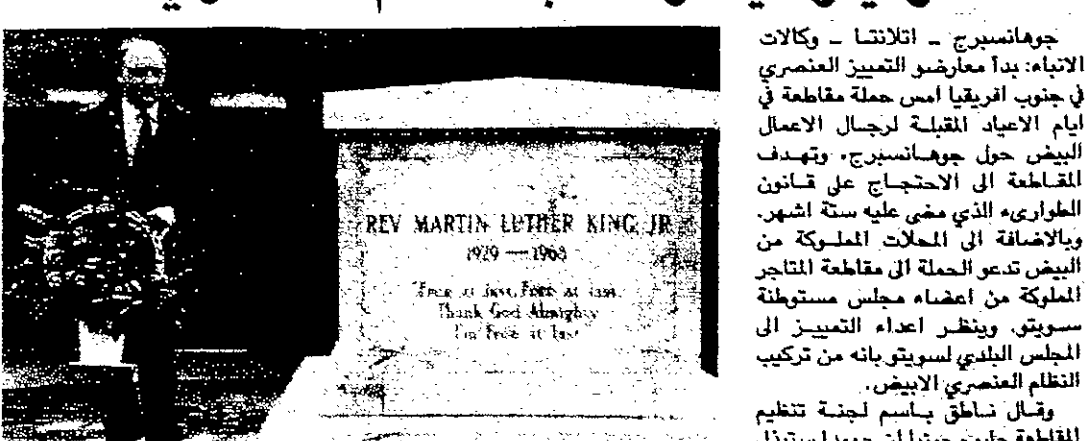 جوهانسبرج ــ اتلانتا ــ وكالات
الانباء: بدأ معارضو التمييز العنصري
في جنوب افريقيا امس حملة مقاطعة في
ايام الاعياد المقبلة لرجال الاعمال
البيض حول جوهانسبرج، وتهدف
المقاطعة الى الاحتجاج على قانون
الطوارىء الذي مضى عليه ستة اشهر.
وبالاضافة الى المحلات المملوكة من
البيض تدعو الحملة الى مقاطعة المتاجر
المملوكة من اعضاء مجلس مستوطنة
سويتو. وينظر اعداء التمييز الى
المجلس البلدي لسويتو بانه من تركيب
النظام العنصري الابيض.
وقال ناطق باسم لجنة تنظيم
المقاطعة
REV MARTIN LUTHER KING JR
1929 — 1968
"Free at last, Free at last,
Thank God Almighty
I'm Free at last"